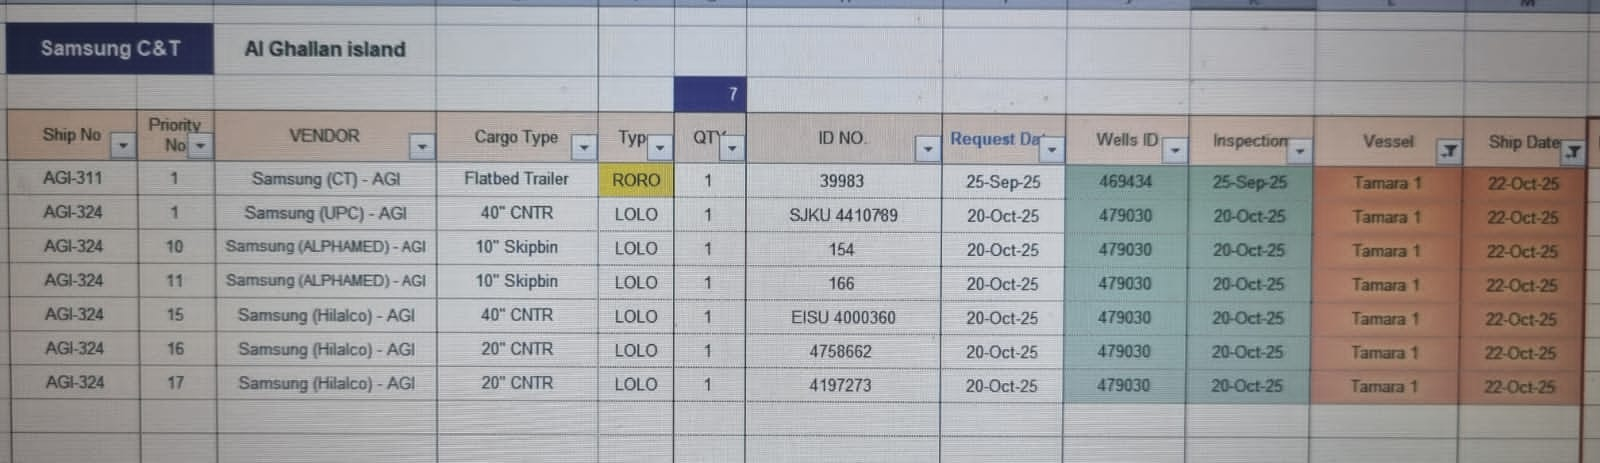 Samsung C&T Al Ghallan island
7
Ship No Priority No VENDOR Cargo Type Typ QTY ID NO. Request Da Wells ID Inspection Vessel Ship Date
AGI-311 1 Samsung (CT) - AGI Flatbed Trailer RORO 1 39983 25-Sep-25 469434 25-Sep-25 Tamara 1 22-Oct-25
AGI-324 1 Samsung (UPC) - AGI 40" CNTR LOLO 1 SJKU 4410789 20-Oct-25 479030 20-Oct-25 Tamara 1 22-Oct-25
AGI-324 10 Samsung (ALPHAMED) - AGI 10" Skipbin LOLO 1 154 20-Oct-25 479030 20-Oct-25 Tamara 1 22-Oct-25
AGI-324 11 Samsung (ALPHAMED) - AGI 10" Skipbin LOLO 1 166 20-Oct-25 479030 20-Oct-25 Tamara 1 22-Oct-25
AGI-324 15 Samsung (Hilalco) - AGI 40" CNTR LOLO 1 EISU 4000360 20-Oct-25 479030 20-Oct-25 Tamara 1 22-Oct-25
AGI-324 16 Samsung (Hilalco) - AGI 20" CNTR LOLO 1 4758662 20-Oct-25 479030 20-Oct-25 Tamara 1 22-Oct-25
AGI-324 17 Samsung (Hilalco) - AGI 20" CNTR LOLO 1 4197273 20-Oct-25 479030 20-Oct-25 Tamara 1 22-Oct-25